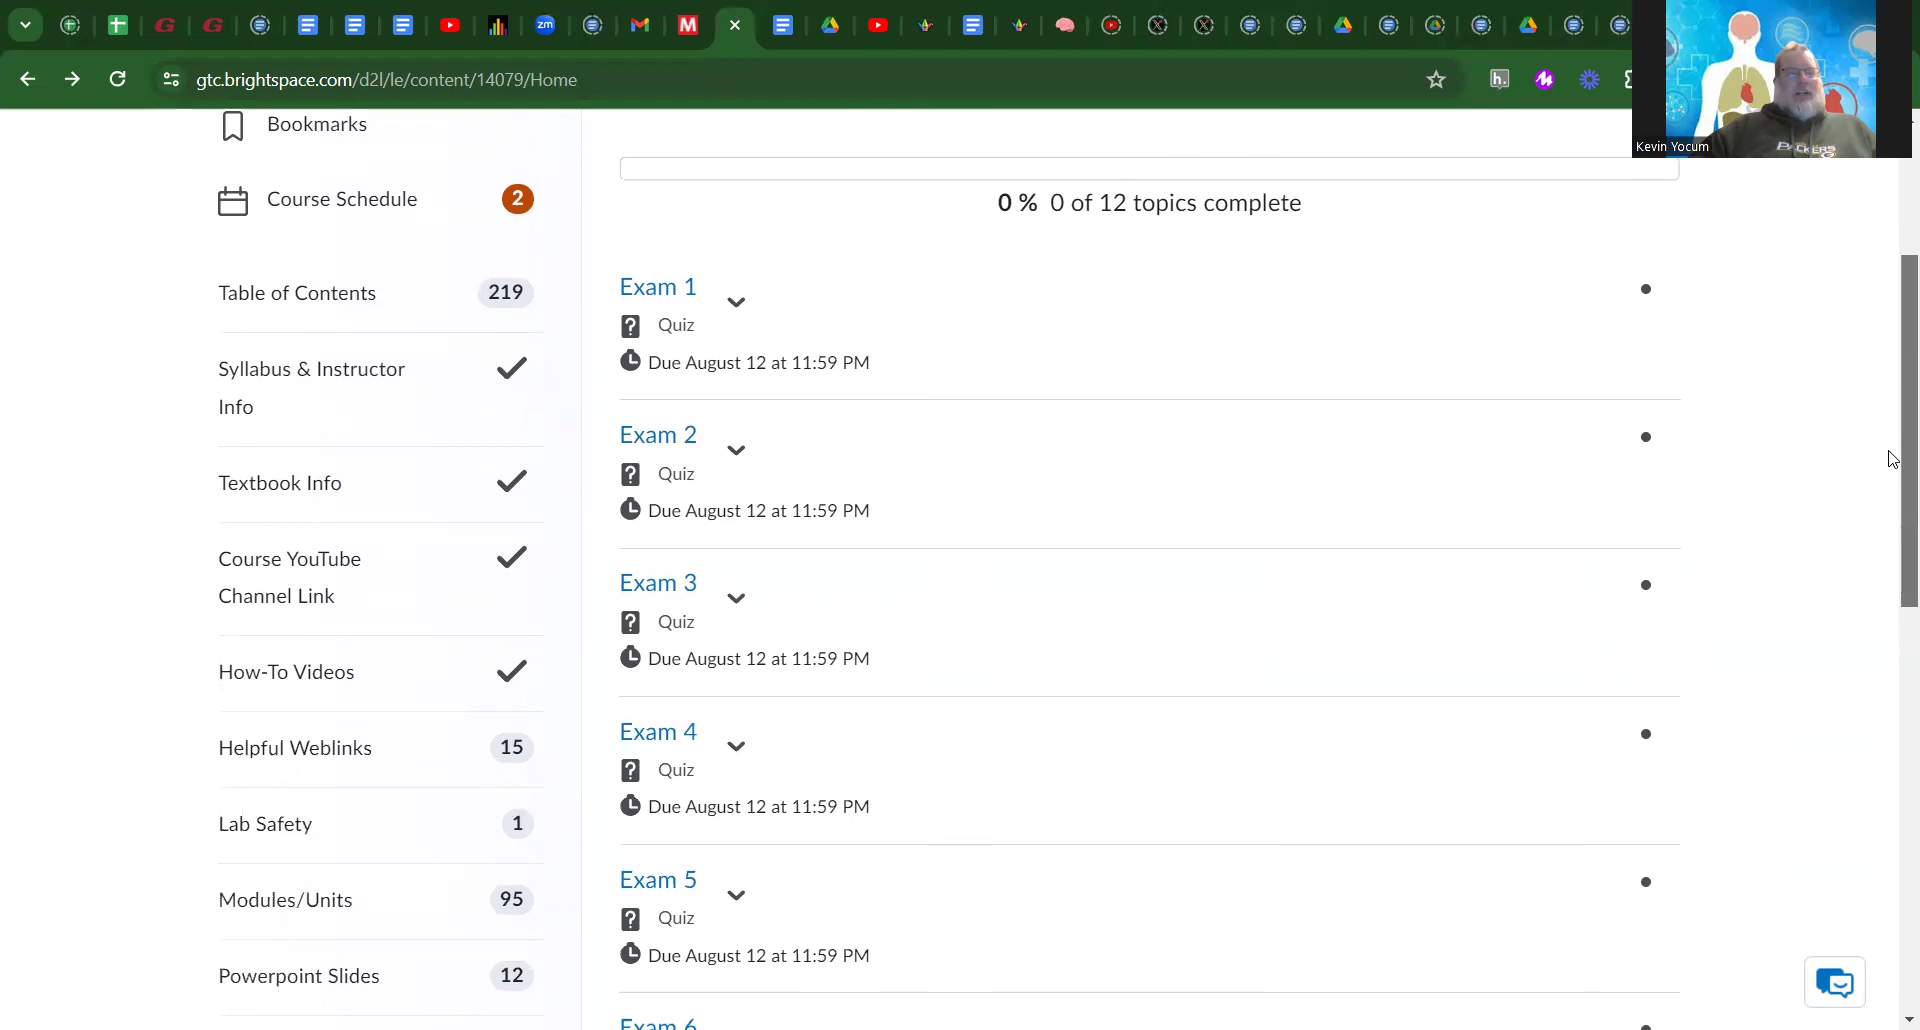 zm
M
gtc.brightspace.com/d2l/le/content/14079/Home
h.
Kevin Yocum
PACKERS
Bookmarks
Course Schedule 2
Table of Contents 219
Syllabus & Instructor
Info
Textbook Info
Course YouTube
Channel Link
How-To Videos
Helpful Weblinks 15
Lab Safety 1
Modules/Units 95
Powerpoint Slides 12
0 % 0 of 12 topics complete
Exam 1
Quiz
Due August 12 at 11:59 PM
Exam 2
Quiz
Due August 12 at 11:59 PM
Exam 3
Quiz
Due August 12 at 11:59 PM
Exam 4
Quiz
Due August 12 at 11:59 PM
Exam 5
Quiz
Due August 12 at 11:59 PM
Exam 6